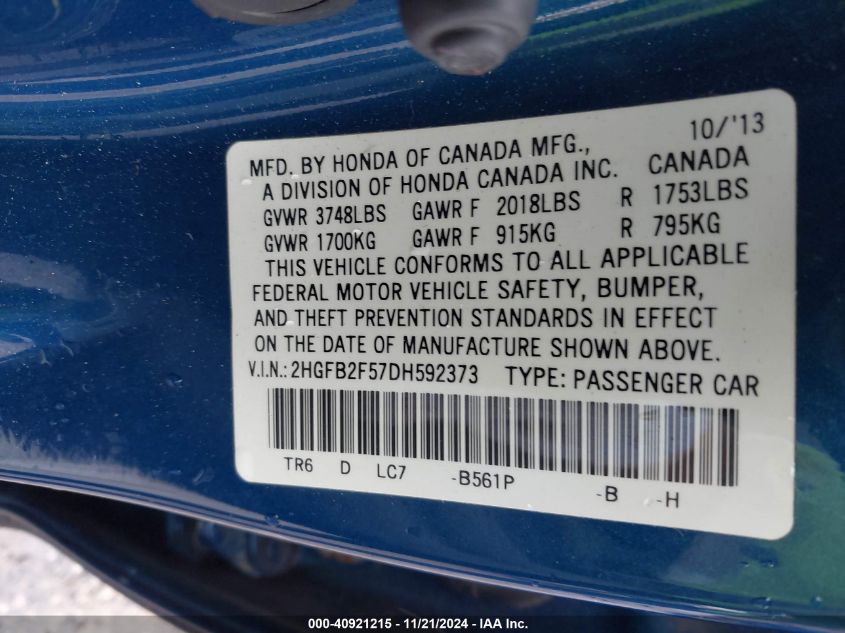 10/'13
MFD. BY HONDA OF CANADA MFG.,
A DIVISION OF HONDA CANADA INC. CANADA
GVWR 3748LBS GAWR F 2018LBS R 1753LBS
GVWR 1700KG GAWR F 915KG R 795KG
THIS VEHICLE CONFORMS TO ALL APPLICABLE
FEDERAL MOTOR VEHICLE SAFETY, BUMPER,
AND THEFT PREVENTION STANDARDS IN EFFECT
ON THE DATE OF MANUFACTURE SHOWN ABOVE.
V.I.N.: 2HGFB2F57DH592373 TYPE: PASSENGER CAR
TR6 D LC7 -B561P -B -H
000-40921215 - 11/21/2024 - IAA Inc.